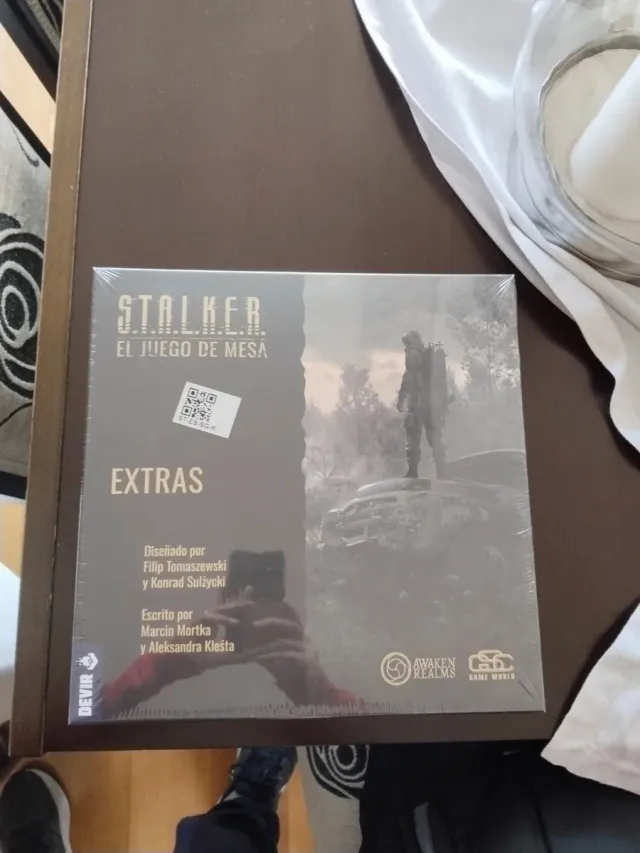 S.T.A.L.K.E.R.
EL JUEGO DE MESA
EXTRAS
Diseñado por
Filip Tomaszewski
y Konrad Sulżycki
Escrito por
Marcin Mortka
y Aleksandra Kleśta
DEVIR
AWAKEN
REALMS
GSC
GAME WORLD